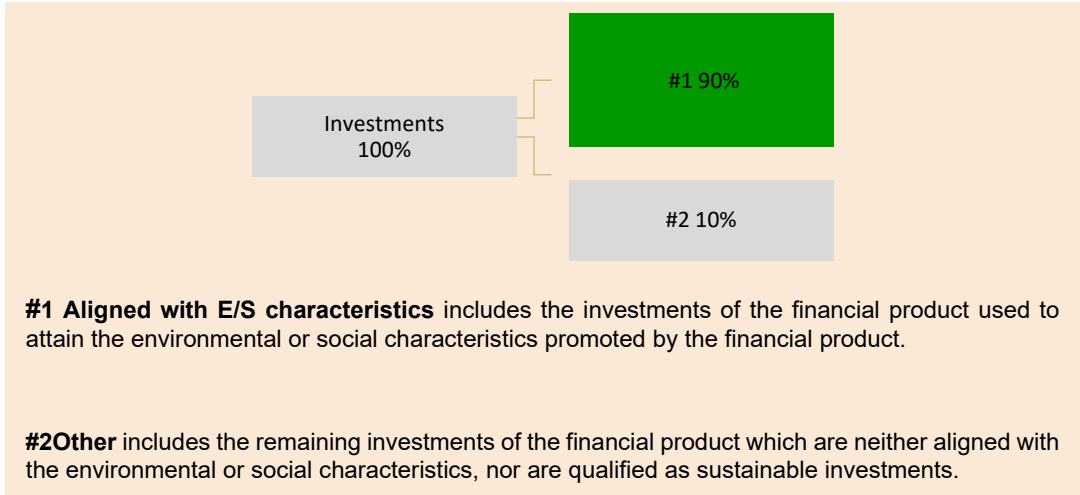 #1 90%
Investments
100%
#2 10%
#1 Aligned with E/S characteristics includes the investments of the financial product used to
attain the environmental or social characteristics promoted by the financial product.
#2Other includes the remaining investments of the financial product which are neither aligned with
the environmental or social characteristics, nor are qualified as sustainable investments.